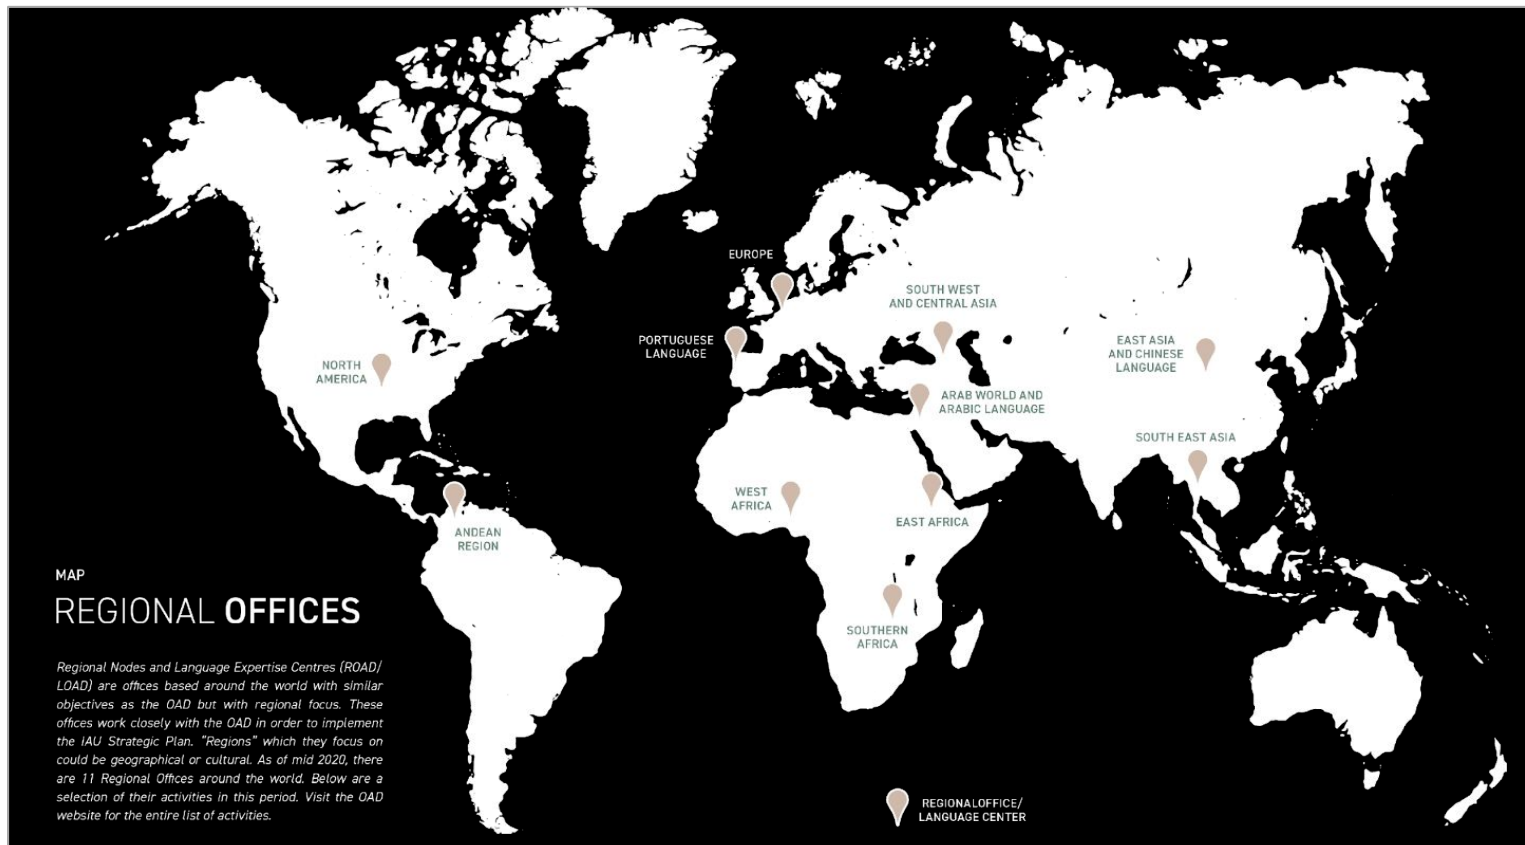 EUROPE
SOUTH WEST
AND CENTRAL ASIA
PORTUGUESE
LANGUAGE
EAST ASIA
AND CHINESE
LANGUAGE
NORTH
AMERICA
ARAB WORLD AND
ARABIC LANGUAGE
SOUTH EAST ASIA
WEST
AFRICA
EAST AFRICA
ANDEAN
REGION
SOUTHERN
AFRICA
MAP
REGIONAL OFFICES
Regional Nodes and Language Expertise Centres (ROAD/
LOAD) are offices based around the world with similar
objectives as the OAD but with regional focus. These
offices work closely with the OAD in order to implement
the IAU Strategic Plan. "Regions" which they focus on
could be geographical or cultural. As of mid 2020, there
are 11 Regional Offices around the world. Below are a
selection of their activities in this period. Visit the OAD
website for the entire list of activities.
REGIONALOFFICE/
LANGUAGE CENTER